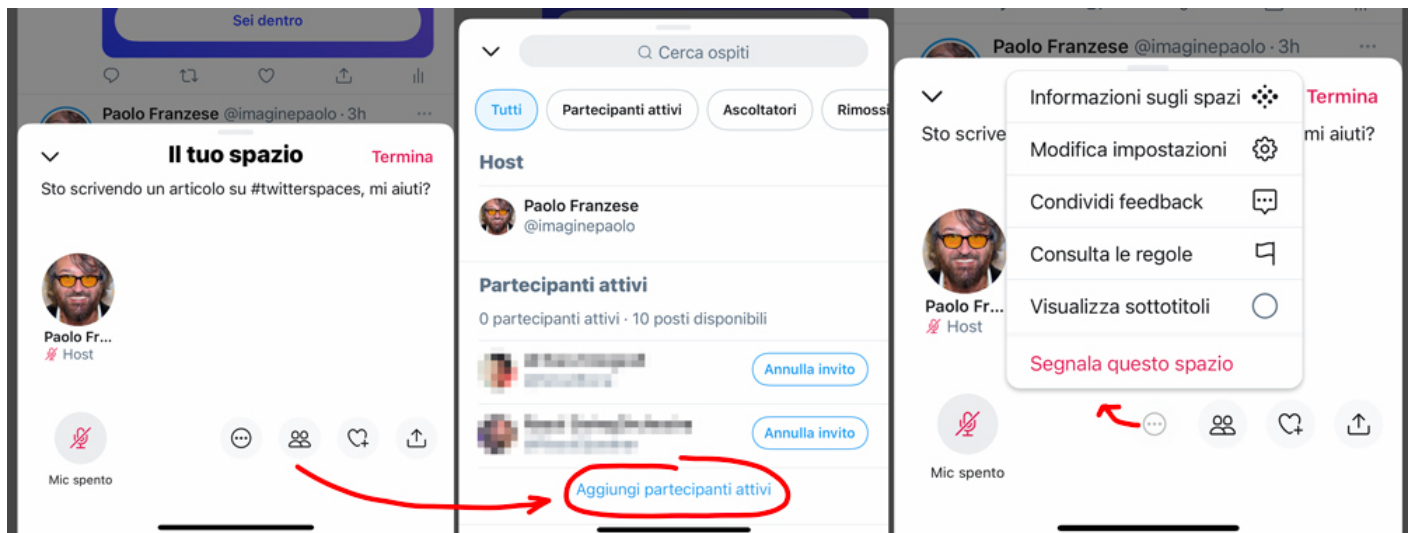 Sei dentro
Paolo Franzese @imaginepaolo · 3h
Il tuo spazio
Termina
Sto scrivendo un articolo su #twitterspaces, mi aiuti?
Paolo Fr...
Host
Mic spento
Cerca ospiti
Tutti
Partecipanti attivi
Ascoltatori
Rimossi
Host
Paolo Franzese
@imaginepaolo
Partecipanti attivi
0 partecipanti attivi · 10 posti disponibili
Annulla invito
Annulla invito
Aggiungi partecipanti attivi
Paolo Franzese @imaginepaolo · 3h
Termina
Sto scrive
mi aiuti?
Informazioni sugli spazi
Modifica impostazioni
Condividi feedback
Consulta le regole
Visualizza sottotitoli
Segnala questo spazio
Paolo Fr...
Host
Mic spento